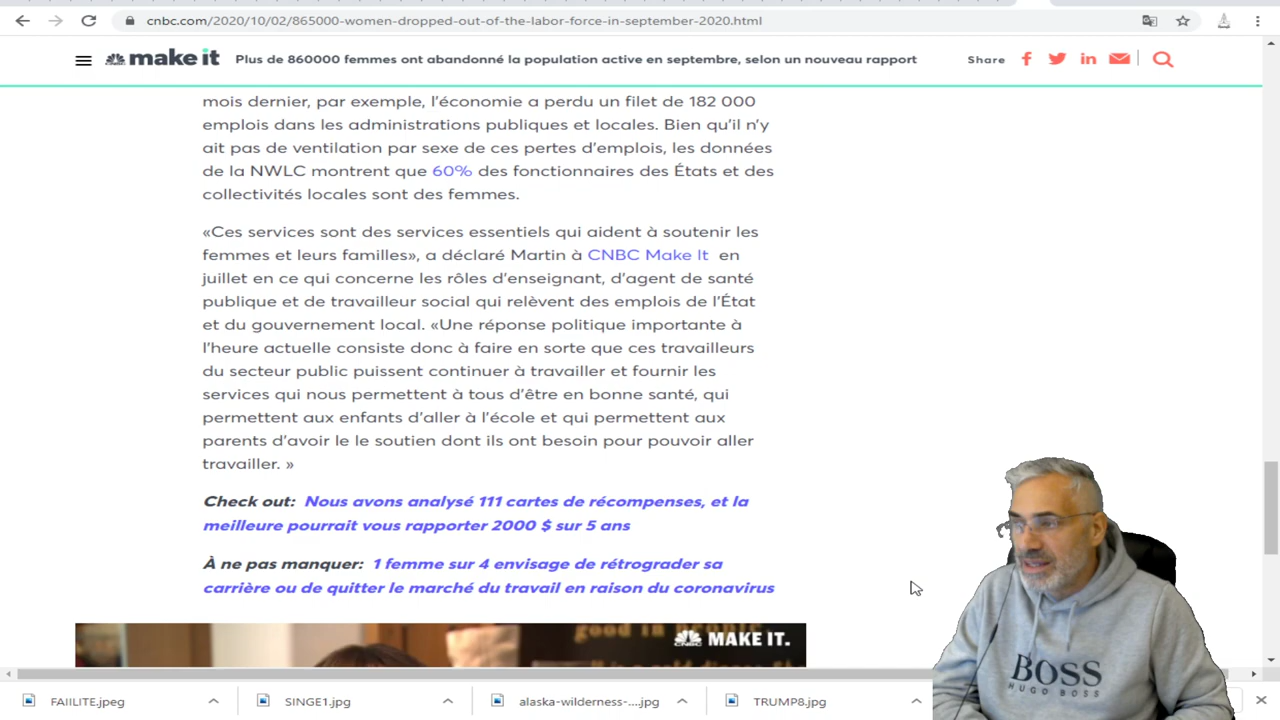 cnbc.com/2020/10/02/865000-women-dropped-out-of-the-labor-force-in-september-2020.html
make it Plus de 860000 femmes ont abandonné la population active en septembre, selon un nouveau rapport Share
mois dernier, par exemple, l'économie a perdu un filet de 182 000
emplois dans les administrations publiques et locales. Bien qu'il n'y
ait pas de ventilation par sexe de ces pertes d'emplois, les données
de la NWLC montrent que 60% des fonctionnaires des États et des
collectivités locales sont des femmes.
«Ces services sont des services essentiels qui aident à soutenir les
femmes et leurs familles», a déclaré Martin à CNBC Make It en
juillet en ce qui concerne les rôles d'enseignant, d'agent de santé
publique et de travailleur social qui relèvent des emplois de l'État
et du gouvernement local. «Une réponse politique importante à
l'heure actuelle consiste donc à faire en sorte que ces travailleurs
du secteur public puissent continuer à travailler et fournir les
services qui nous permettent à tous d'être en bonne santé, qui
permettent aux enfants d'aller à l'école et qui permettent aux
parents d'avoir le le soutien dont ils ont besoin pour pouvoir aller
travailler. »
Check out: Nous avons analysé 111 cartes de récompenses, et la
meilleure pourrait vous rapporter 2000 $ sur 5 ans
À ne pas manquer: 1 femme sur 4 envisage de rétrograder sa
carrière ou de quitter le marché du travail en raison du coronavirus
good in people
CNBC MAKE IT.
BOSS
HUGO BOSS
FAIILITE.jpeg
SINGE1.jpg
alaska-wilderness-....jpg
TRUMP8.jpg